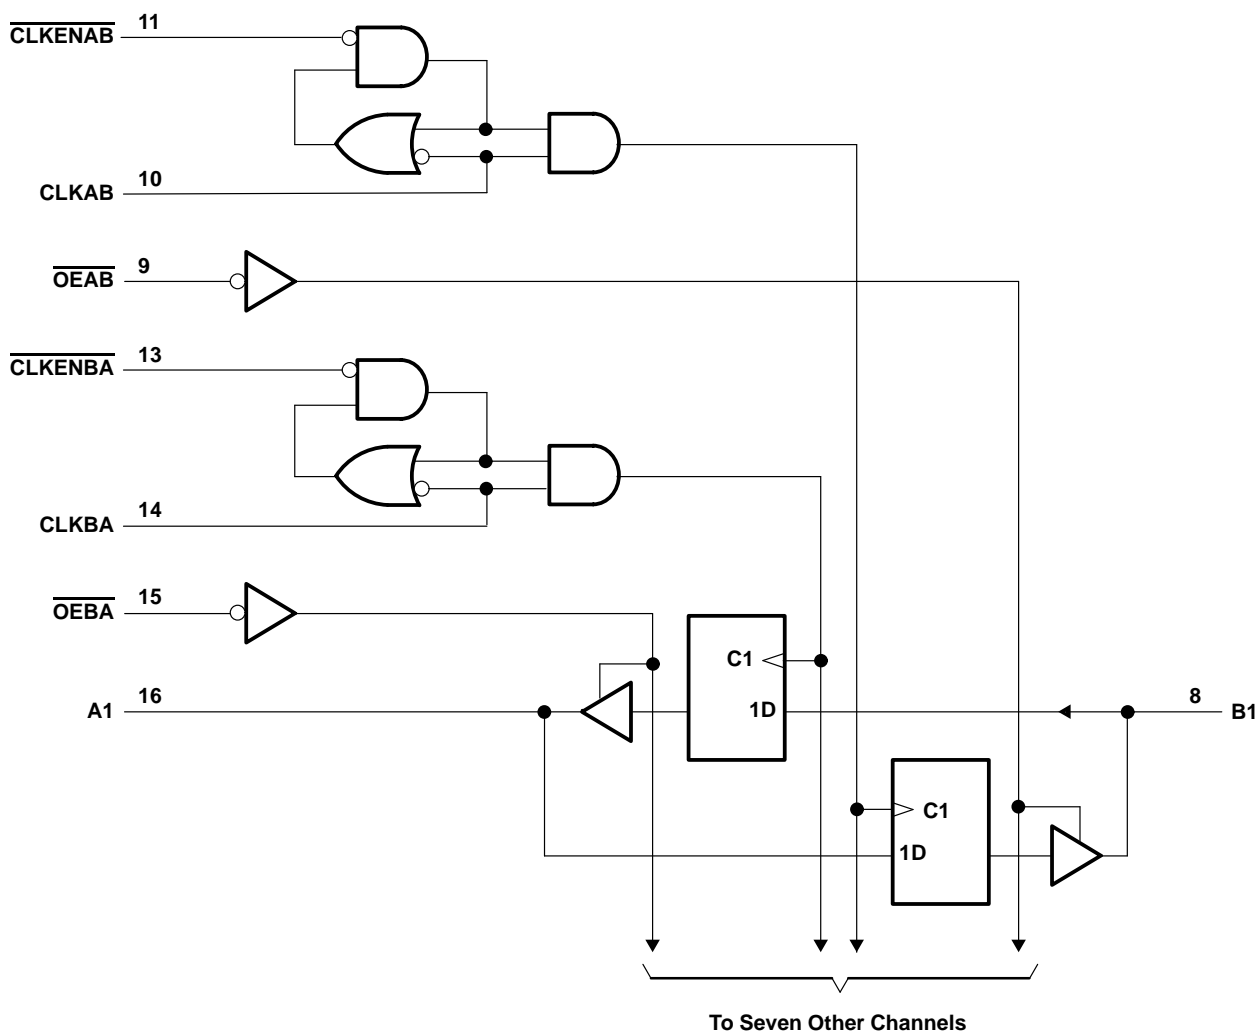 CLKENAB 11
CLKAB 10
OEAB 9
CLKENBA 13
CLKBA 14
OEBA 15
C1
A1 16 1D 8 B1
C1
1D
To Seven Other Channels